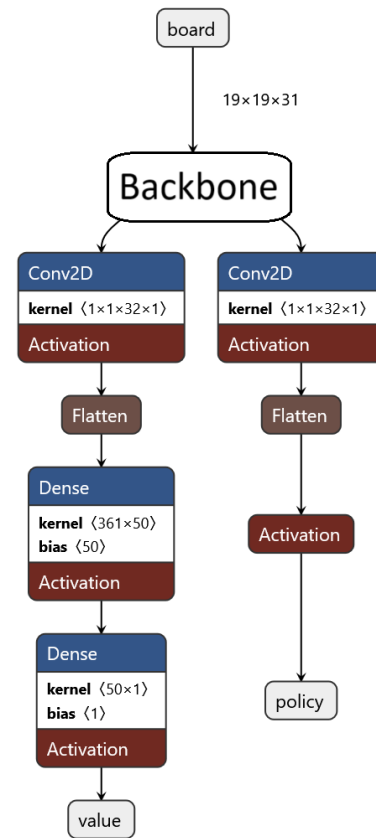 board
19×19×31
Backbone
Conv2D
kernel 〈1×1×32×1〉
Activation
Flatten
Dense
kernel 〈361×50〉
bias 〈50〉
Activation
Dense
kernel 〈50×1〉
bias 〈1〉
Activation
value
Conv2D
kernel 〈1×1×32×1〉
Activation
Flatten
Activation
policy